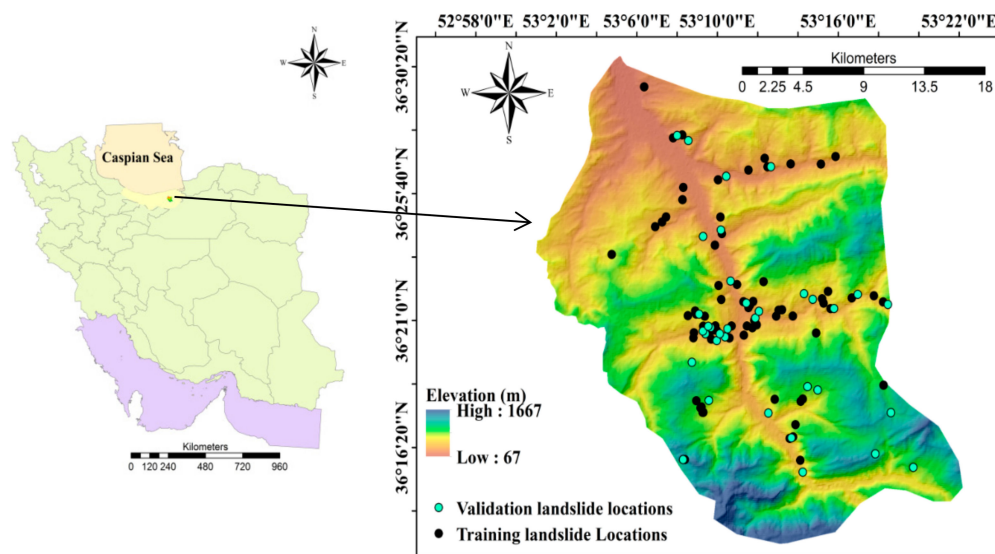 52°58'0"E 53°2'0"E 53°6'0"E 53°10'0"E 53°16'0"E 53°22'0"E
N
W E
S
Caspian Sea
Kilometers
0 120 240 480 720 960
36°30'20"N
36°25'40"N
36°21'0"N
36°16'20"N
N
W E
S
Kilometers
0 2.25 4.5 9 13.5 18
Elevation (m)
High : 1667
Low : 67
Validation landslide locations
Training landslide Locations